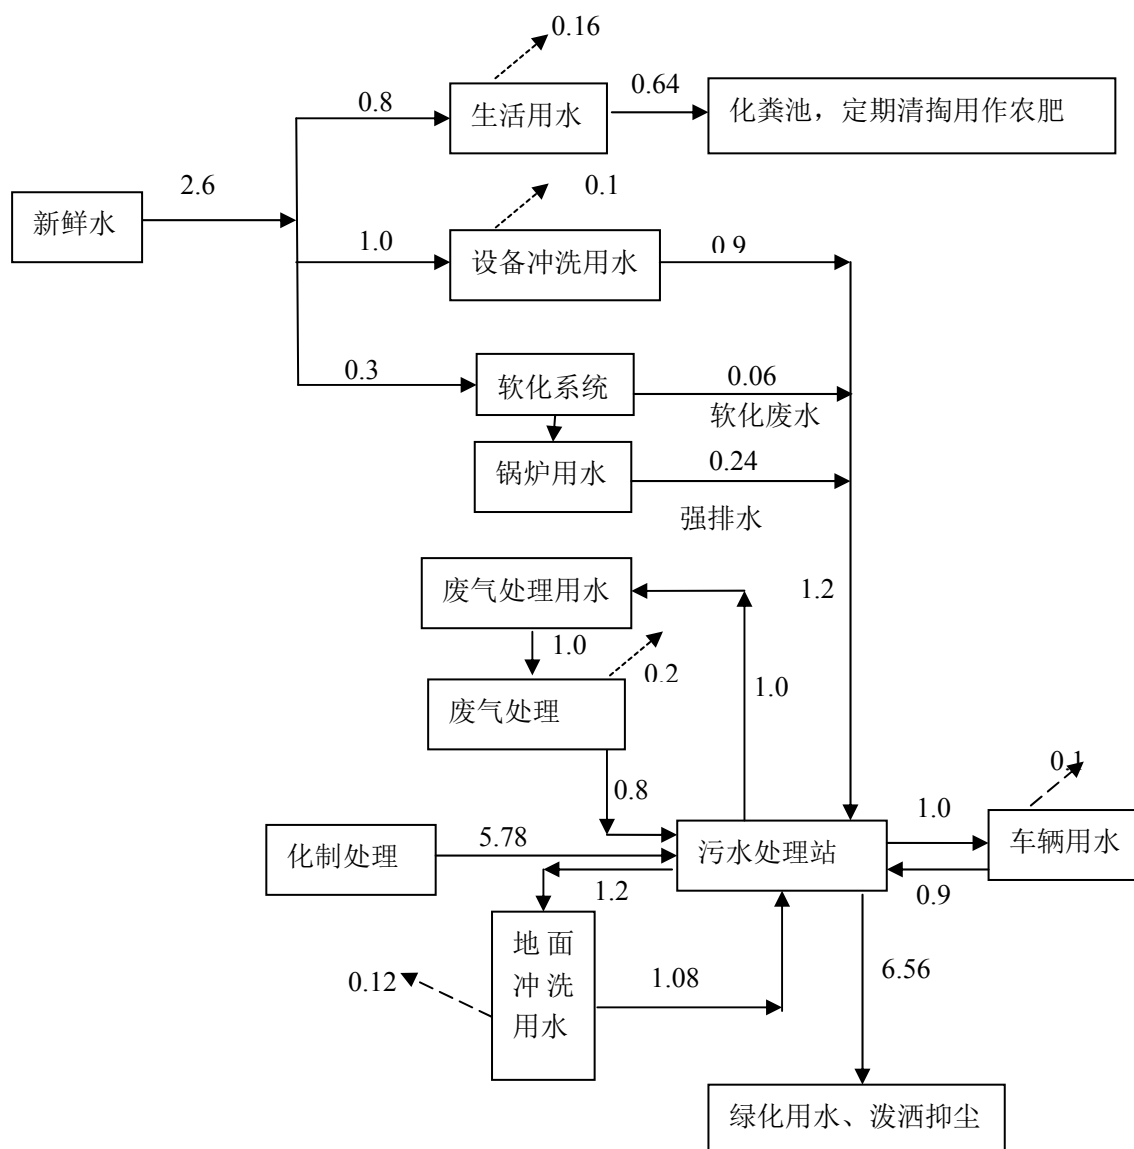 0.16
0.8
生活用水
0.64
化粪池，定期清掏用作农肥
2.6
新鲜水
0.1
1.0
设备冲洗用水
0.9
0.3
软化系统
0.06
软化废水
锅炉用水
0.24
强排水
废气处理用水
1.2
1.0
0.2
1.0
废气处理
0.8
0.1
1.0
化制处理
5.78
污水处理站
车辆用水
1.2
0.9
地面
冲洗
用水
0.12
1.08
6.56
绿化用水、泼洒抑尘